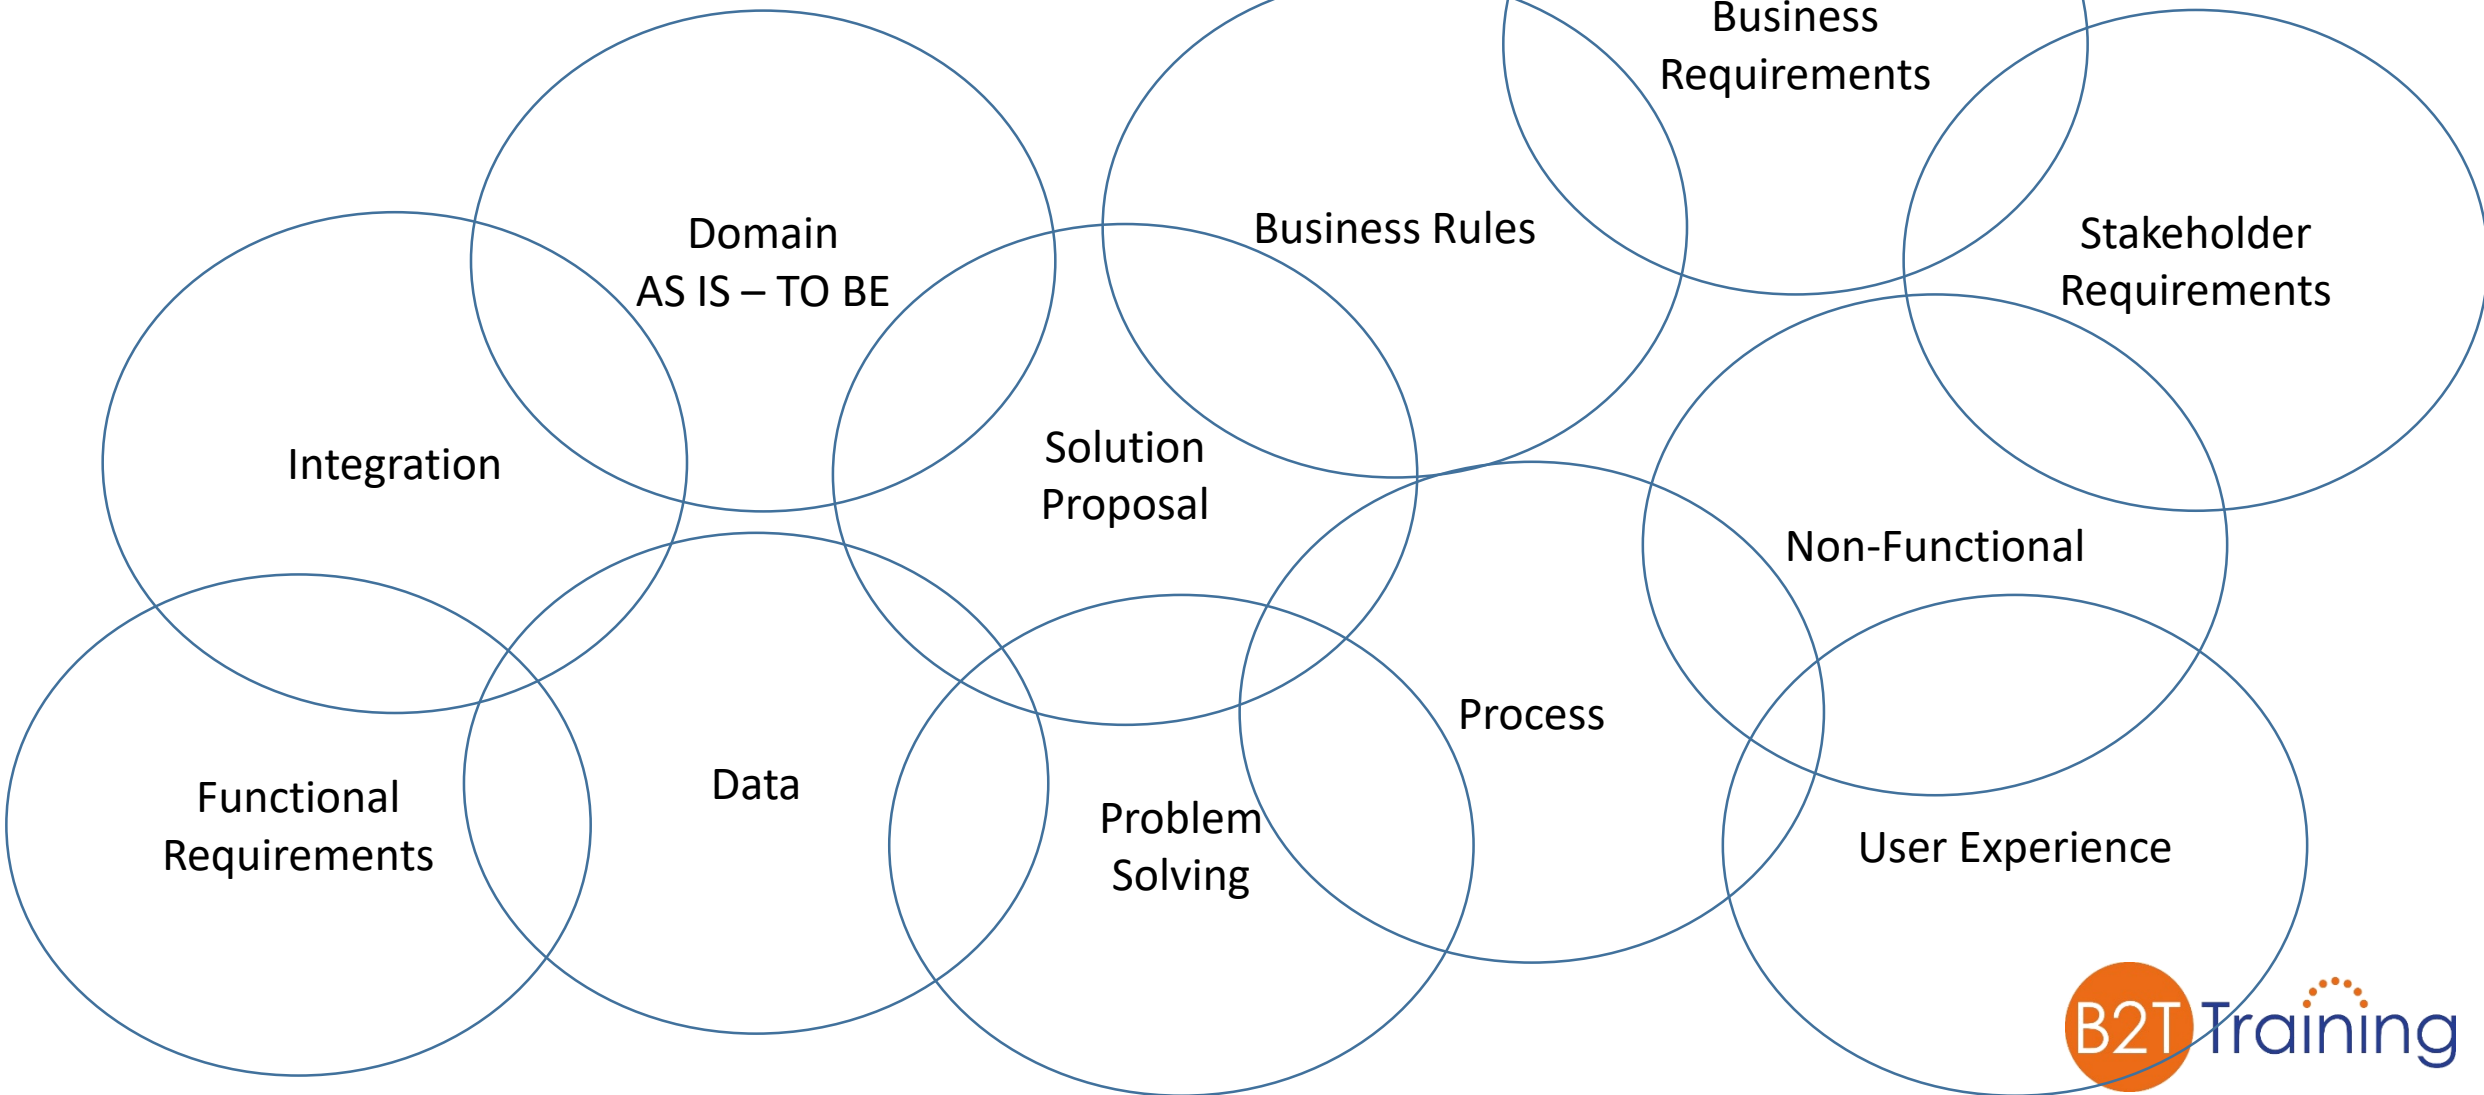 Business
Requirements
Domain
AS IS – TO BE
Business Rules
Stakeholder
Requirements
Integration
Solution
Proposal
Non-Functional
Functional
Requirements
Data
Problem
Solving
Process
User Experience
B2T Training